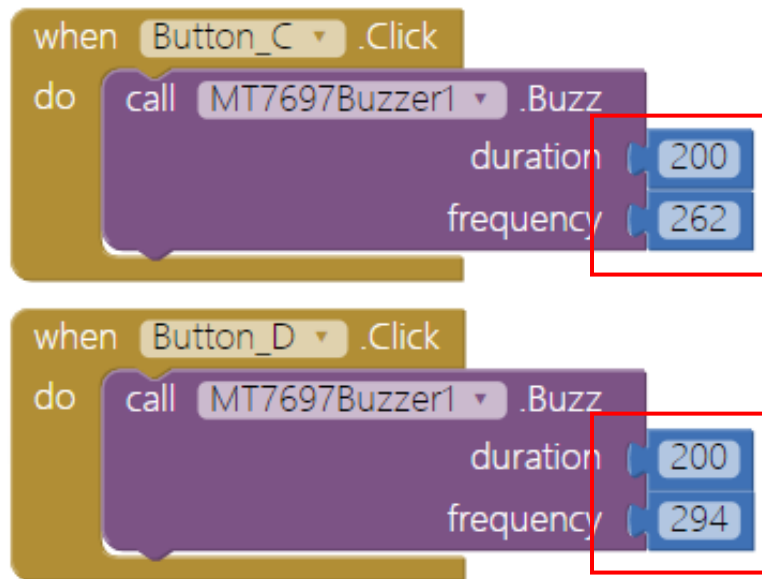 when Button_C .Click
do call MT7697Buzzer1 .Buzz
duration 200
frequency 262
when Button_D .Click
do call MT7697Buzzer1 .Buzz
duration 200
frequency 294